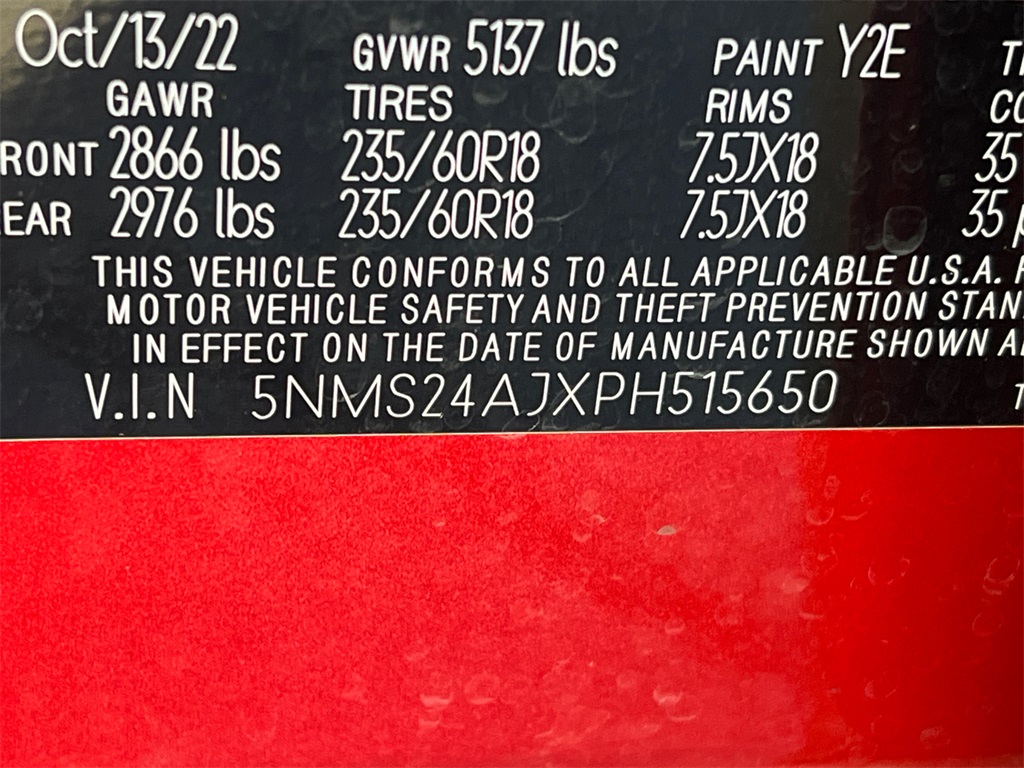 Oct/13/22 GVWR 5137 lbs PAINT Y2E
GAWR TIRES RIMS
RONT 2866 lbs 235/60R18 7.5JX18 35
EAR 2976 lbs 235/60R18 7.5JX18 35
THIS VEHICLE CONFORMS TO ALL APPLICABLE U.S.A.
MOTOR VEHICLE SAFETY AND THEFT PREVENTION STAN
IN EFFECT ON THE DATE OF MANUFACTURE SHOWN
V.I.N 5NMS24AJXPH515650